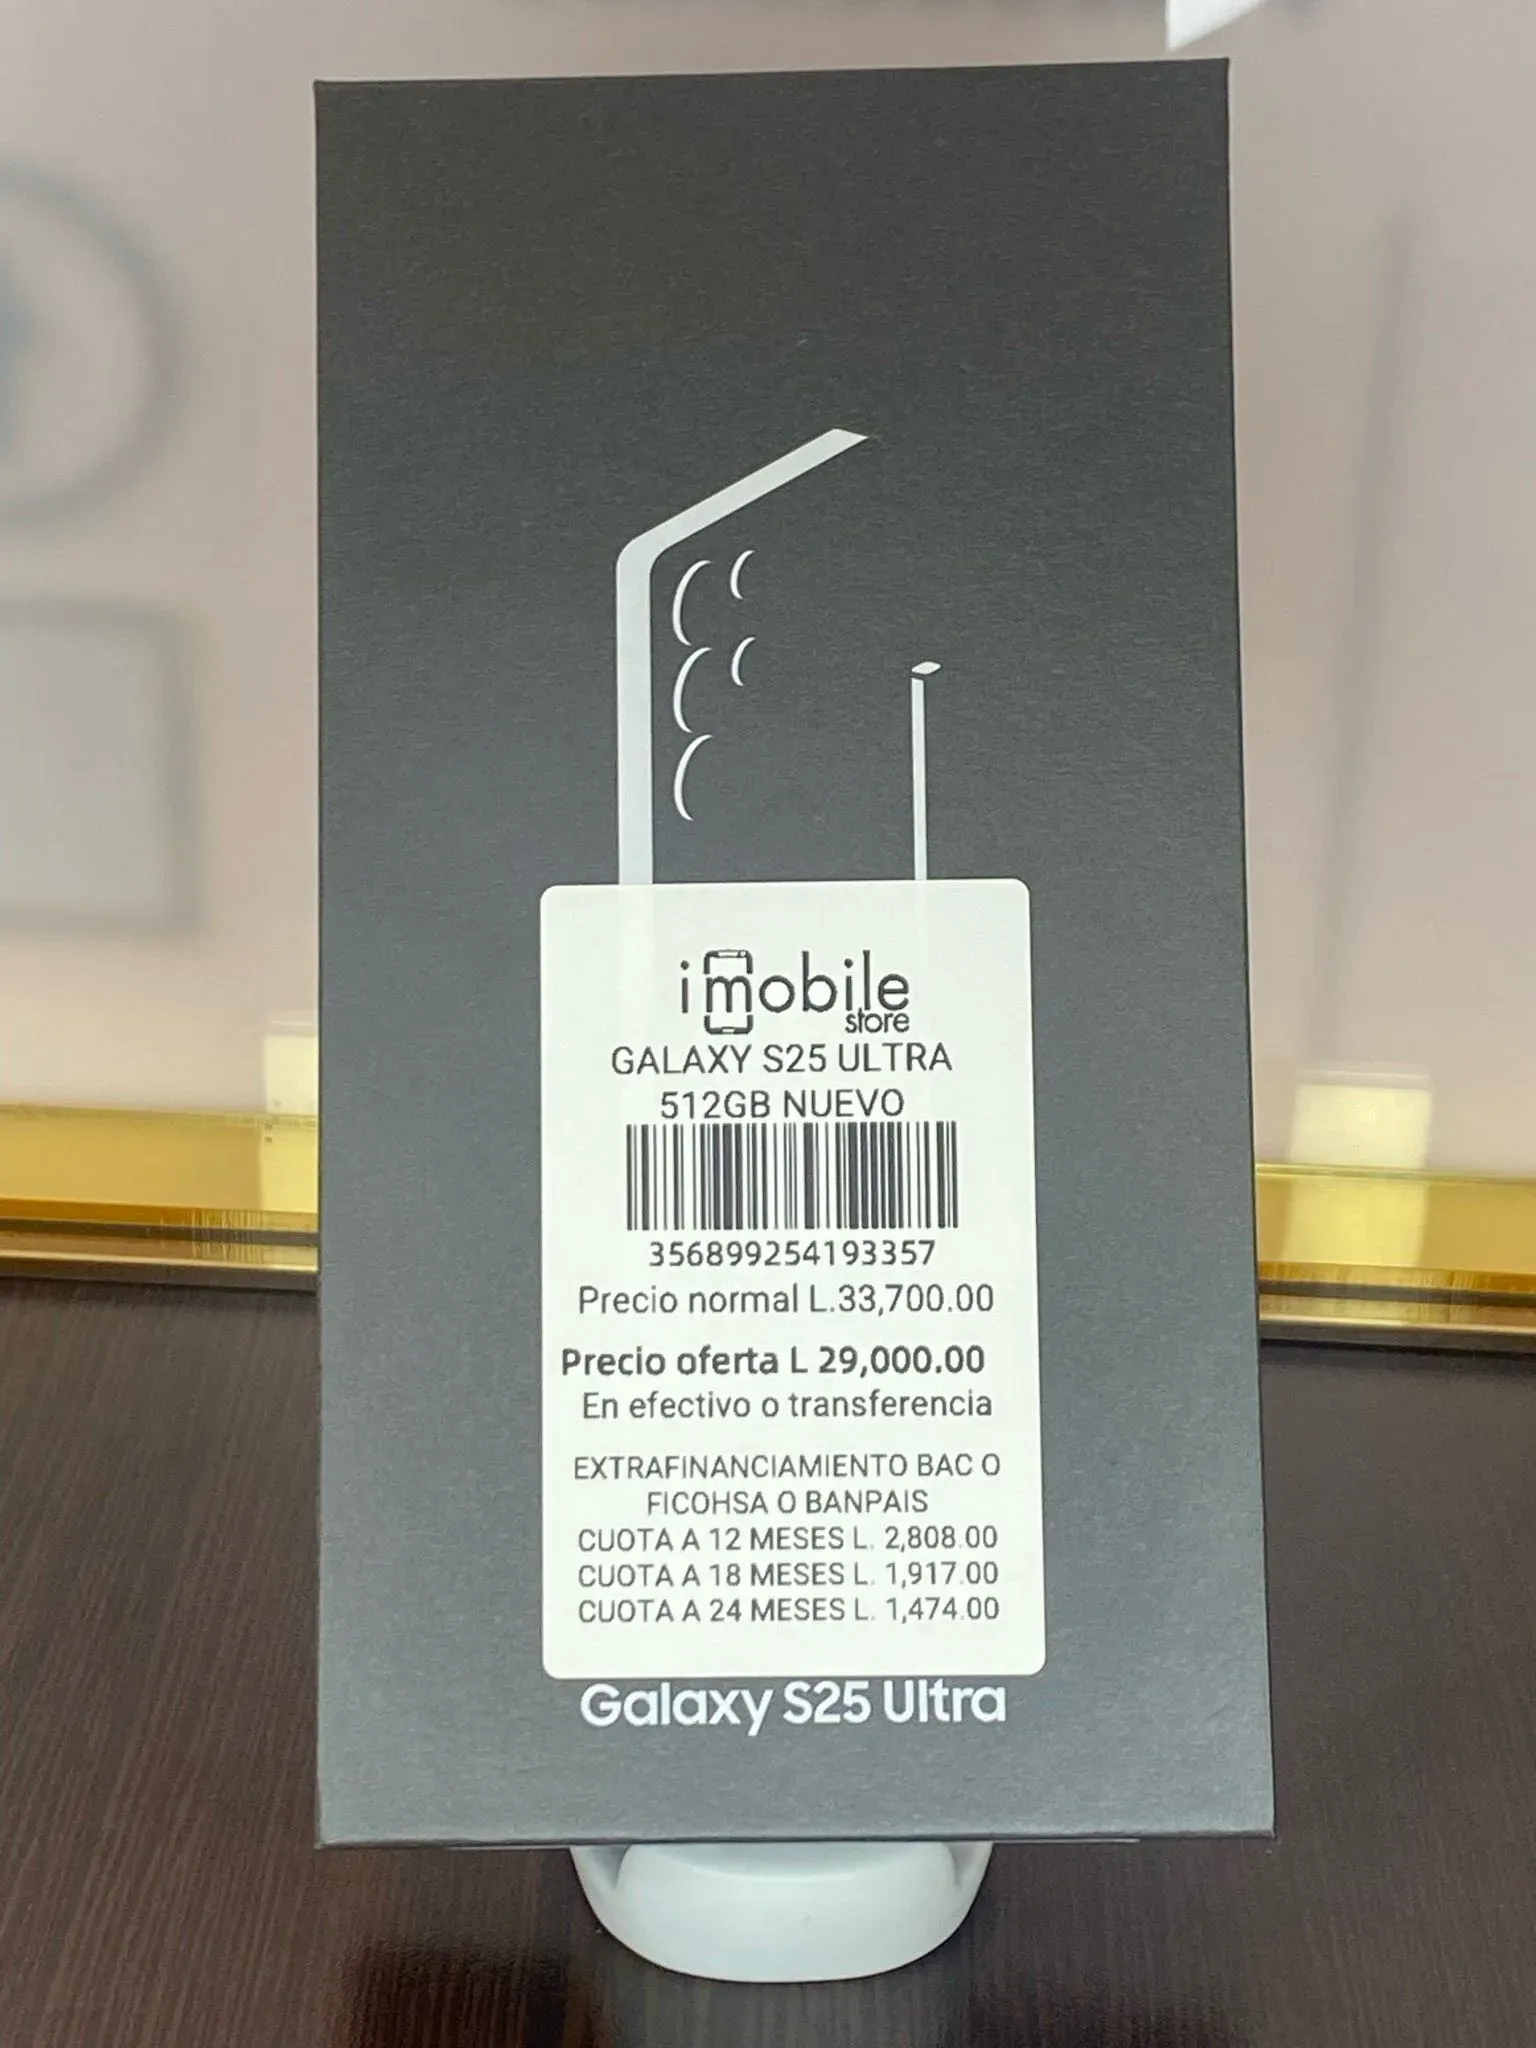 imobile
store
GALAXY S25 ULTRA
512GB NUEVO
356899254193357
Precio normal L.33,700.00
Precio oferta L 29,000.00
En efectivo o transferencia
EXTRAFINANCIAMIENTO BAC O
FICOHSA O BANPAIS
CUOTA A 12 MESES L. 2,808.00
CUOTA A 18 MESES L. 1,917.00
CUOTA A 24 MESES L. 1,474.00
Galaxy S25 Ultra